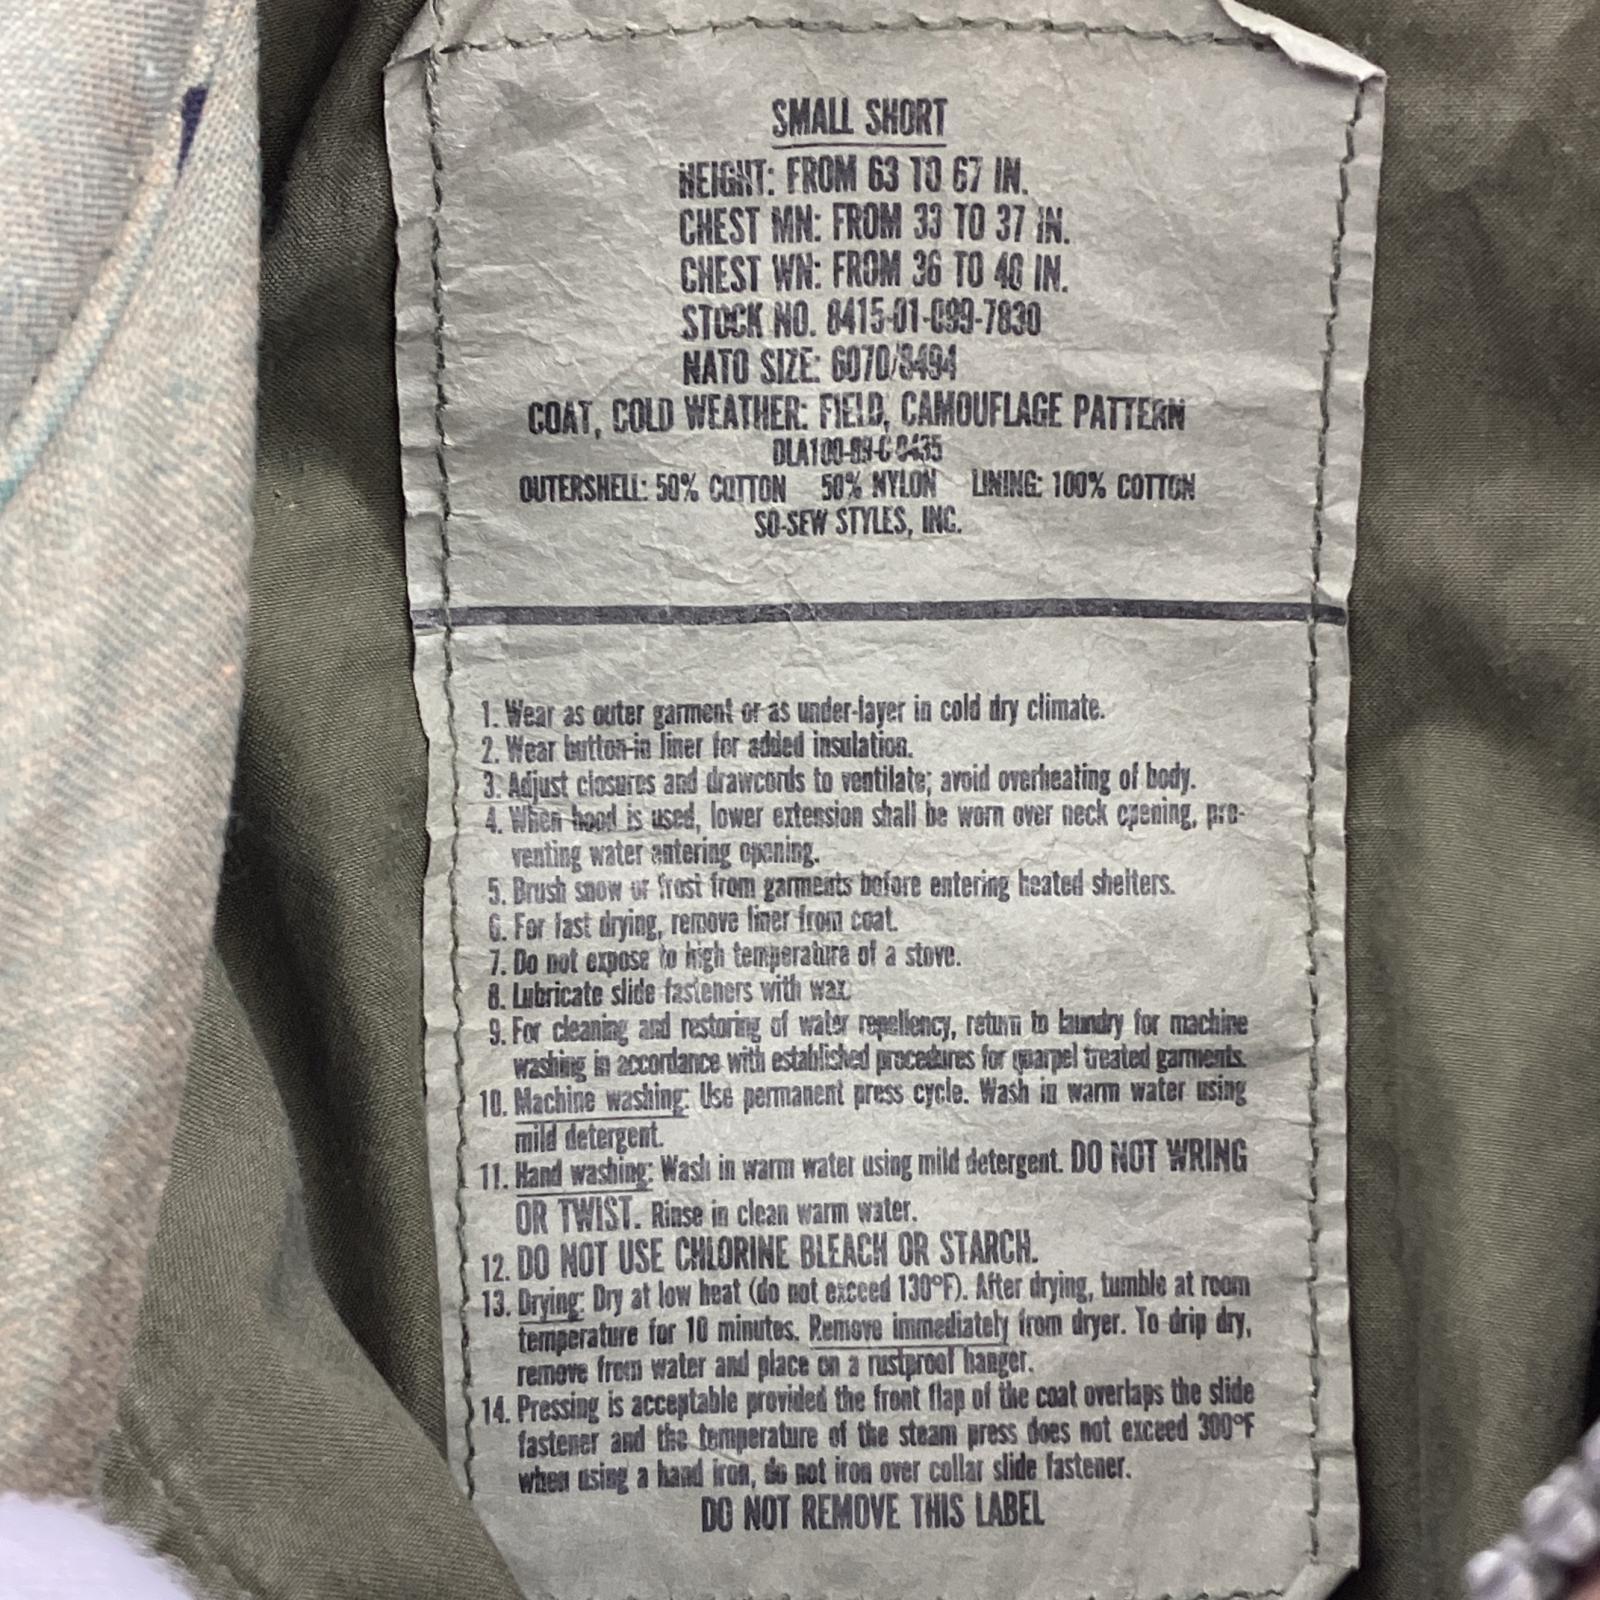 SMALL SHORT
HEIGHT: FROM 63 TO 67 IN.
CHEST MN: FROM 33 TO 37 IN.
CHEST WN: FROM 36 TO 40 IN.
STOCK NO. 8415-01-099-7830
NATO SIZE: 6070/8494
COAT, COLD WEATHER: FIELD, CAMOUFLAGE PATTERN
DLA100-89-C-0435
OUTERSHELL: 50% COTTON 50% NYLON LINING: 100% COTTON
SO-SEW STYLES, INC.
1. Wear as outer garment or as under-layer in cold dry climate.
2. Wear button-in liner for added insulation.
3. Adjust closures and drawcords to ventilate; avoid overheating of body.
4. When hood is used, lower extension shall be worn over neck opening, pre-
venting water entering opening.
5. Brush snow or frost from garments before entering heated shelters.
6. For fast drying, remove liner from coat.
7. Do not expose to high temperature of a stove.
8. Lubricate slide fasteners with wax.
9. For cleaning and restoring of water repellency, return to laundry for machine
washing in accordance with established procedures for quarpel treated garments.
10. Machine washing: Use permanent press cycle. Wash in warm water using
mild detergent.
11. Hand washing: Wash in warm water using mild detergent. DO NOT WRING
OR TWIST. Rinse in clean warm water.
12. DO NOT USE CHLORINE BLEACH OR STARCH.
13. Drying: Dry at low heat (do not exceed 130°F). After drying, tumble at room
temperature for 10 minutes. Remove immediately from dryer. To drip dry,
remove from water and place on a rustproof hanger.
14. Pressing is acceptable provided the front flap of the coat overlaps the slide
fastener and the temperature of the steam press does not exceed 300°F
when using a hand iron, do not iron over collar slide fastener.
DO NOT REMOVE THIS LABEL